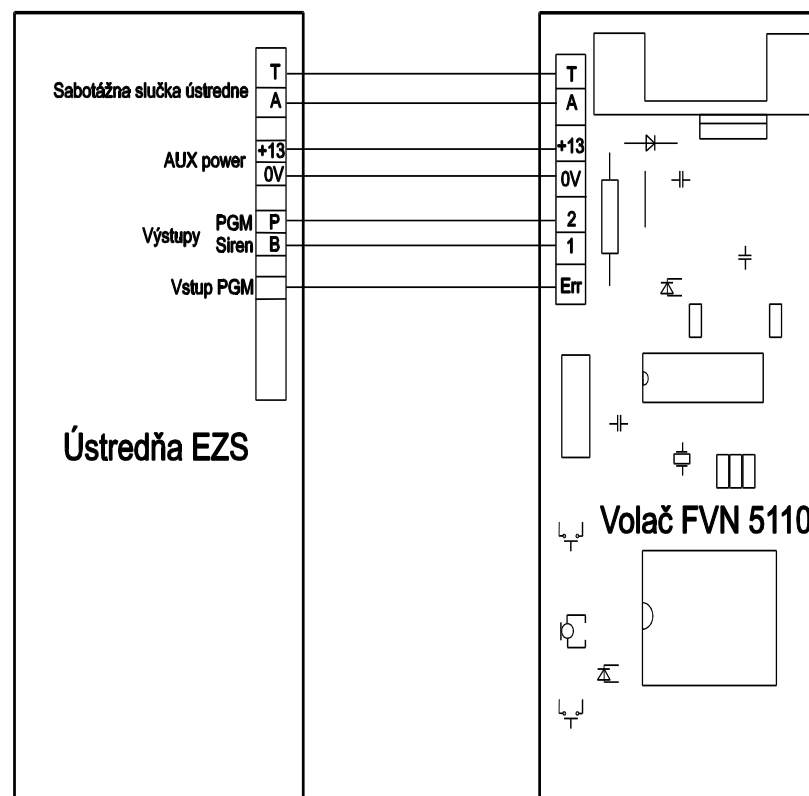 Sabotážna slučka ústredne
T
A
AUX power
+13
0V
Výstupy
PGM P
Siren B
Vstup PGM
Ústredňa EZS
T
A
+13
0V
2
1
Err
Volač FVN 5110